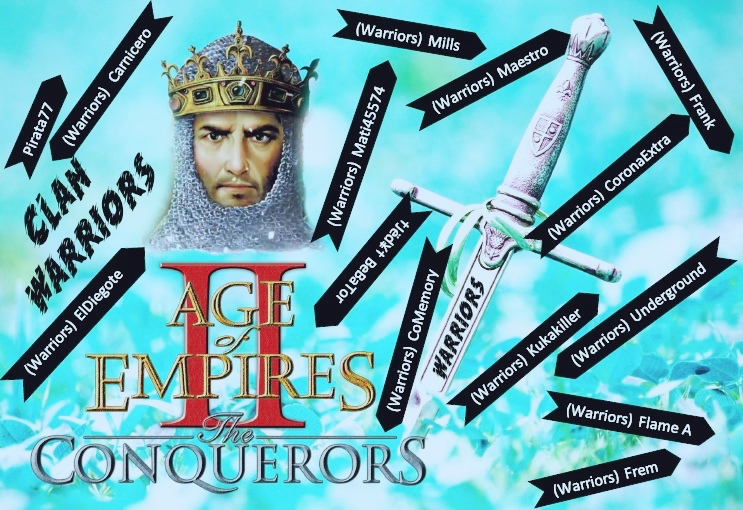 (Warriors) Carnicero
Pirata77
(Warriors) Mills
(Warriors) Maestro
(Warriors) Frank
(Warriors) Mati45574
(Warriors) CoronaExtra
CLAN
WARRIORS
(Warriors) ElDiegote
(Warriors) CoMemory
WARRIORS
(Warriors) Kukakiller
(Warriors) Underground
(Warriors) Flame A
(Warriors) Frem
II
AGE
of
EMPIRES
The
CONQUERORS